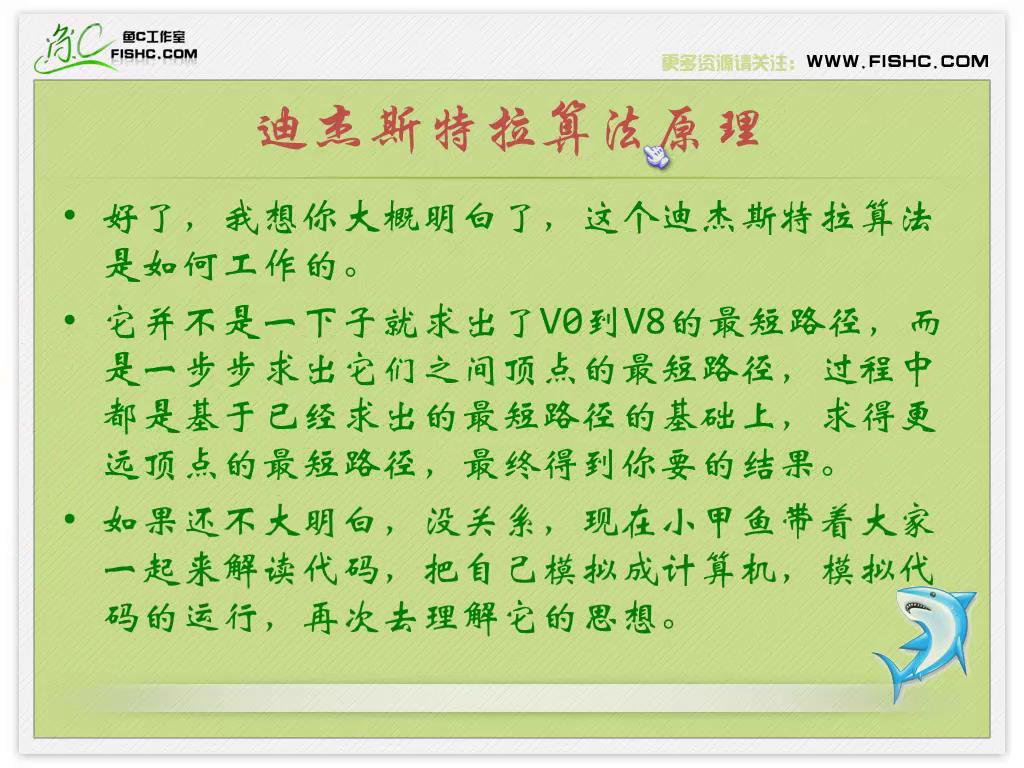 鱼C
鱼C工作室
FISHC.COM
更多资源请关注：WWW.FISHC.COM
迪杰斯特拉算法原理
• 好了，我想你大概明白了，这个迪杰斯特拉算法
是如何工作的。
• 它并不是一下子就求出了V0到V8的最短路径，而
是一步步求出它们之间顶点的最短路径，过程中
都是基于已经求出的最短路径的基础上，求得更
远顶点的最短路径，最终得到你要的结果。
• 如果还不大明白，没关系，现在小甲鱼带着大家
一起来解读代码，把自己模拟成计算机，模拟代
码的运行，再次去理解它的思想。